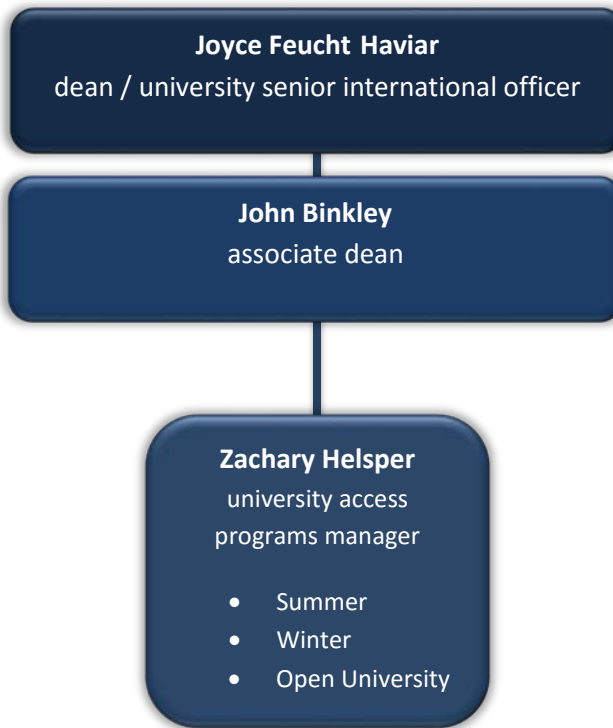 Joyce Feucht Haviar
dean / university senior international officer
John Binkley
associate dean
Zachary Helsper
university access
programs manager
• Summer
• Winter
• Open University